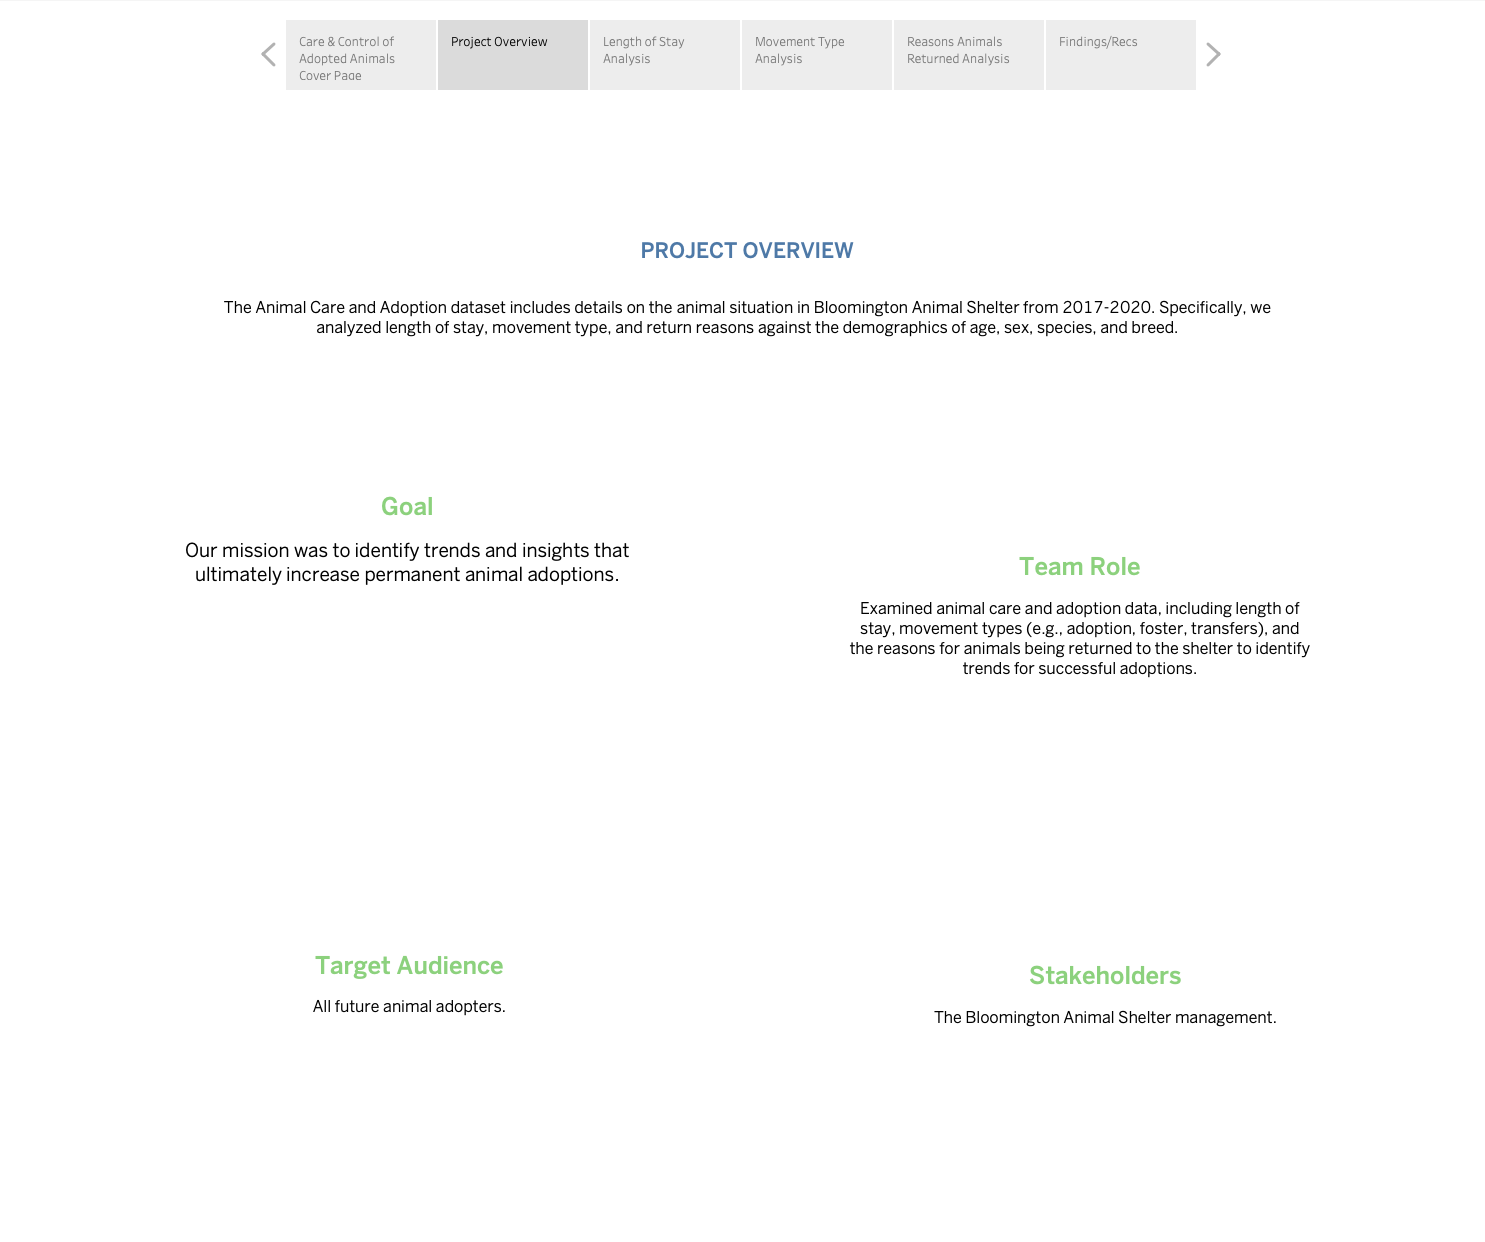 Care & Control of
Adopted Animals
Cover Page
Project Overview
Length of Stay
Analysis
Movement Type
Analysis
Reasons Animals
Returned Analysis
Findings/Recs
PROJECT OVERVIEW
The Animal Care and Adoption dataset includes details on the animal situation in Bloomington Animal Shelter from 2017-2020. Specifically, we
analyzed length of stay, movement type, and return reasons against the demographics of age, sex, species, and breed.
Goal
Our mission was to identify trends and insights that
ultimately increase permanent animal adoptions.
Team Role
Examined animal care and adoption data, including length of
stay, movement types (e.g., adoption, foster, transfers), and
the reasons for animals being returned to the shelter to identify
trends for successful adoptions.
Target Audience
All future animal adopters.
Stakeholders
The Bloomington Animal Shelter management.